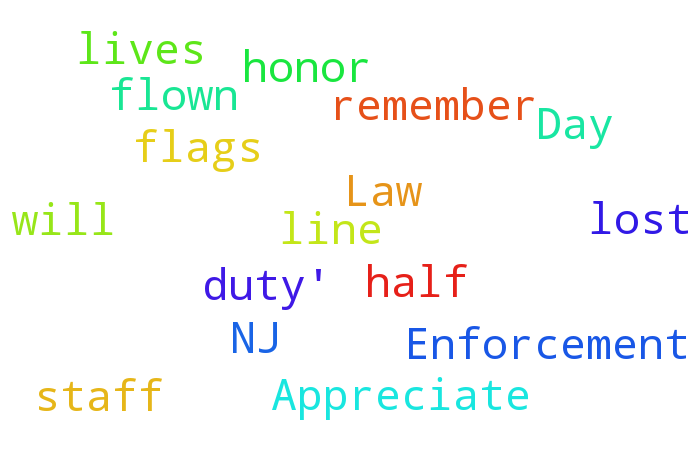 lives
honor
flown
remember
Day
flags
Law
will
line
lost
duty'
half
NJ
Enforcement
staff
Appreciate